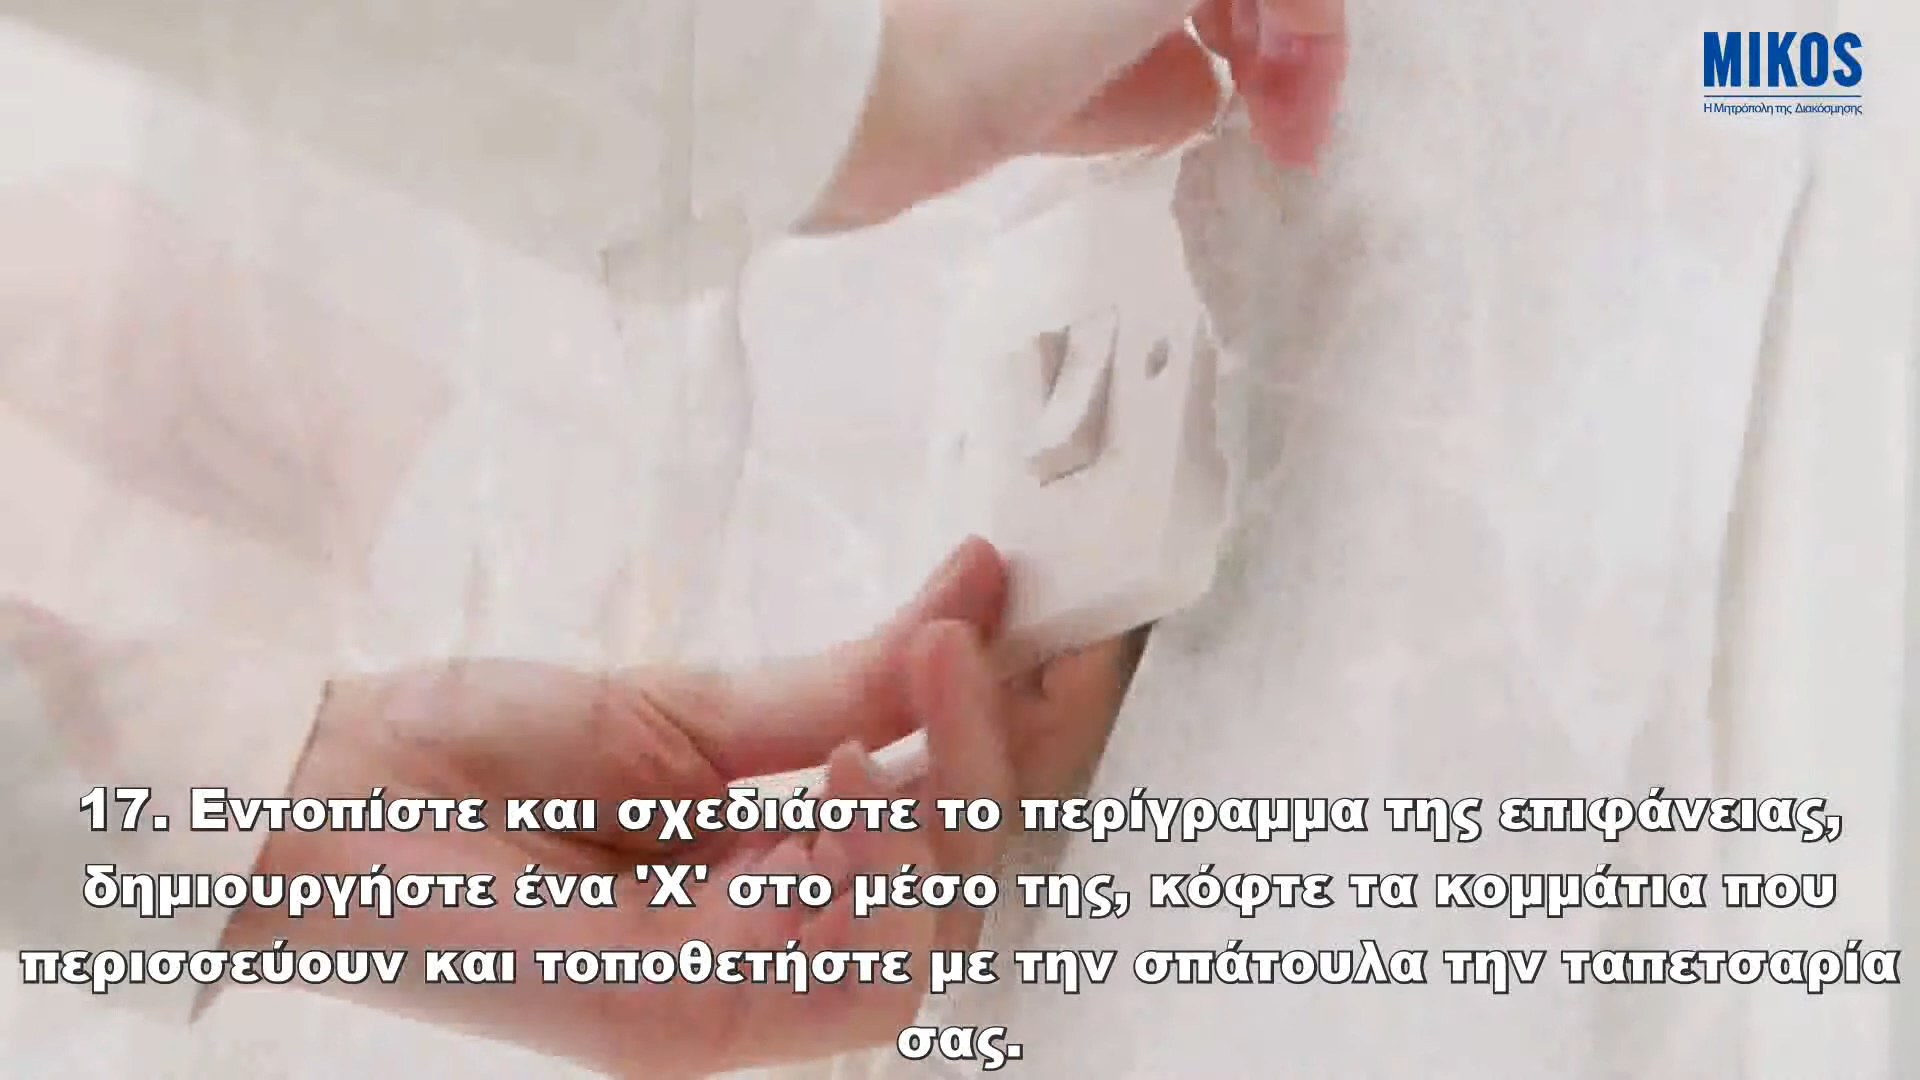 MIKOS
Η Μητρόπολη της Διακόσμησης
17. Εντοπίστε και σχεδιάστε το περίγραμμα της επιφάνειας,
δημιουργήστε ένα 'Χ' στο μέσο της, κόφτε τα κομμάτια που
περισσεύουν και τοποθετήστε με την σπάτουλα την ταπετσαρία
σας.